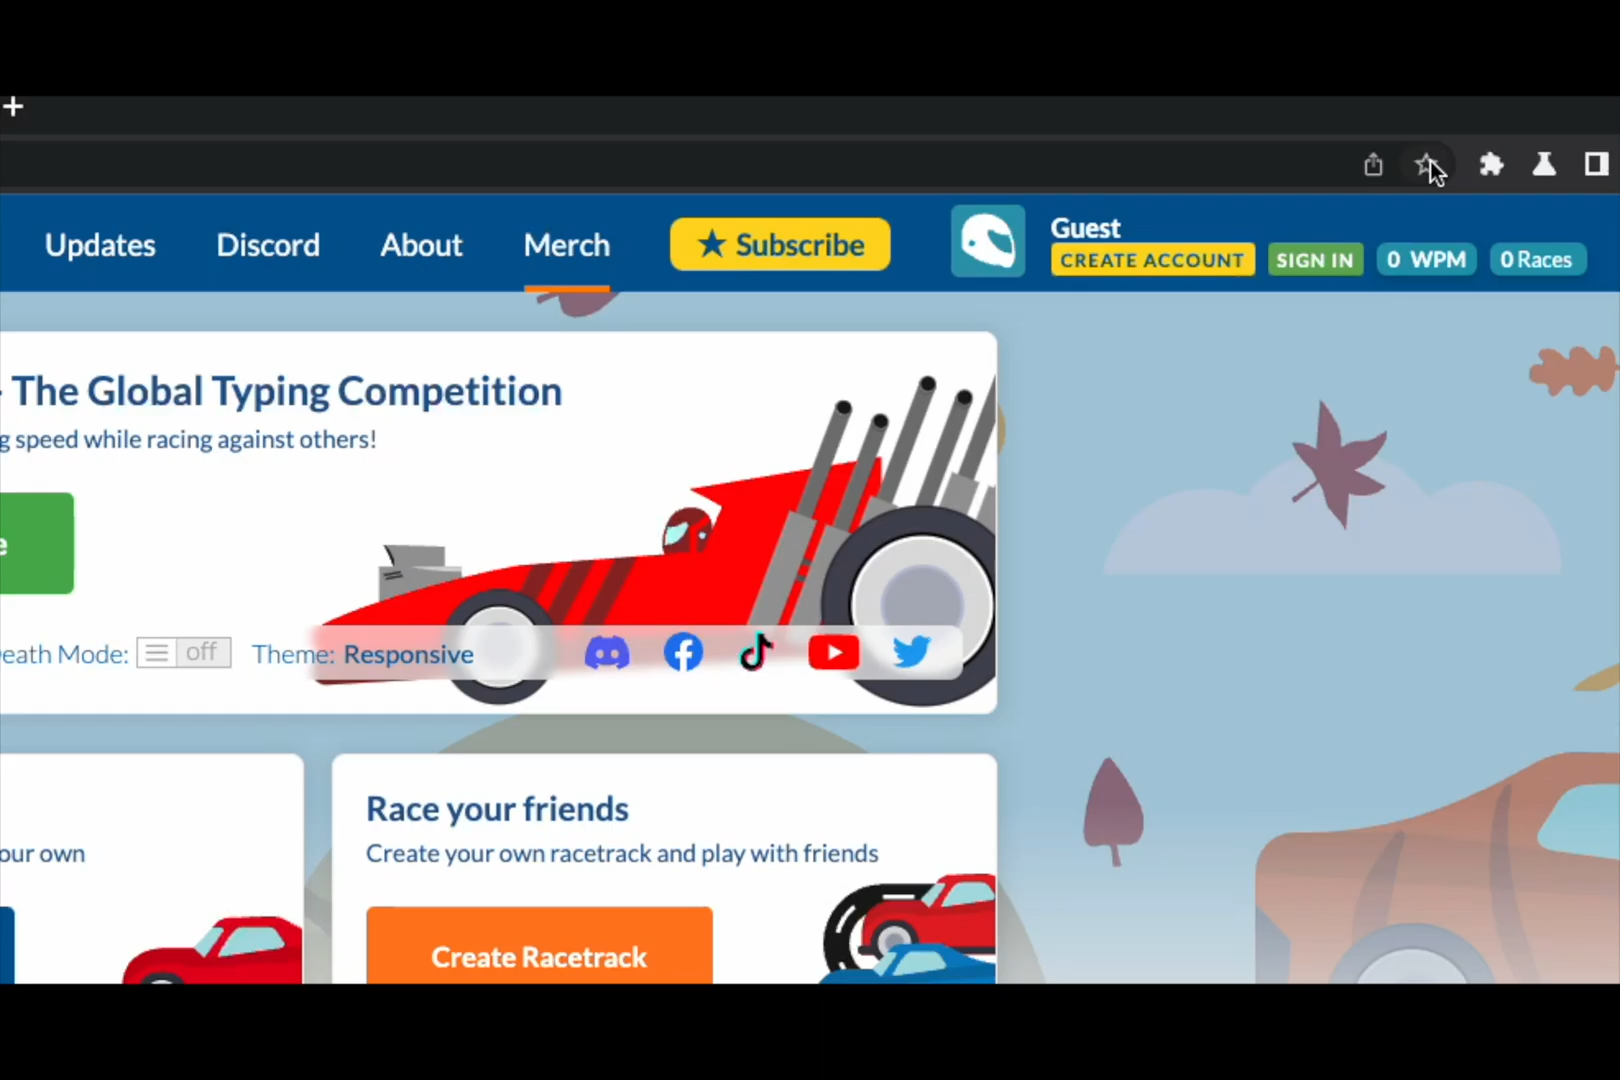 Updates Discord About Merch ★ Subscribe
Guest
CREATE ACCOUNT SIGN IN 0 WPM 0 Races
- The Global Typing Competition
g speed while racing against others!
e
eath Mode: off Theme: Responsive
Race your friends
our own
Create your own racetrack and play with friends
Create Racetrack